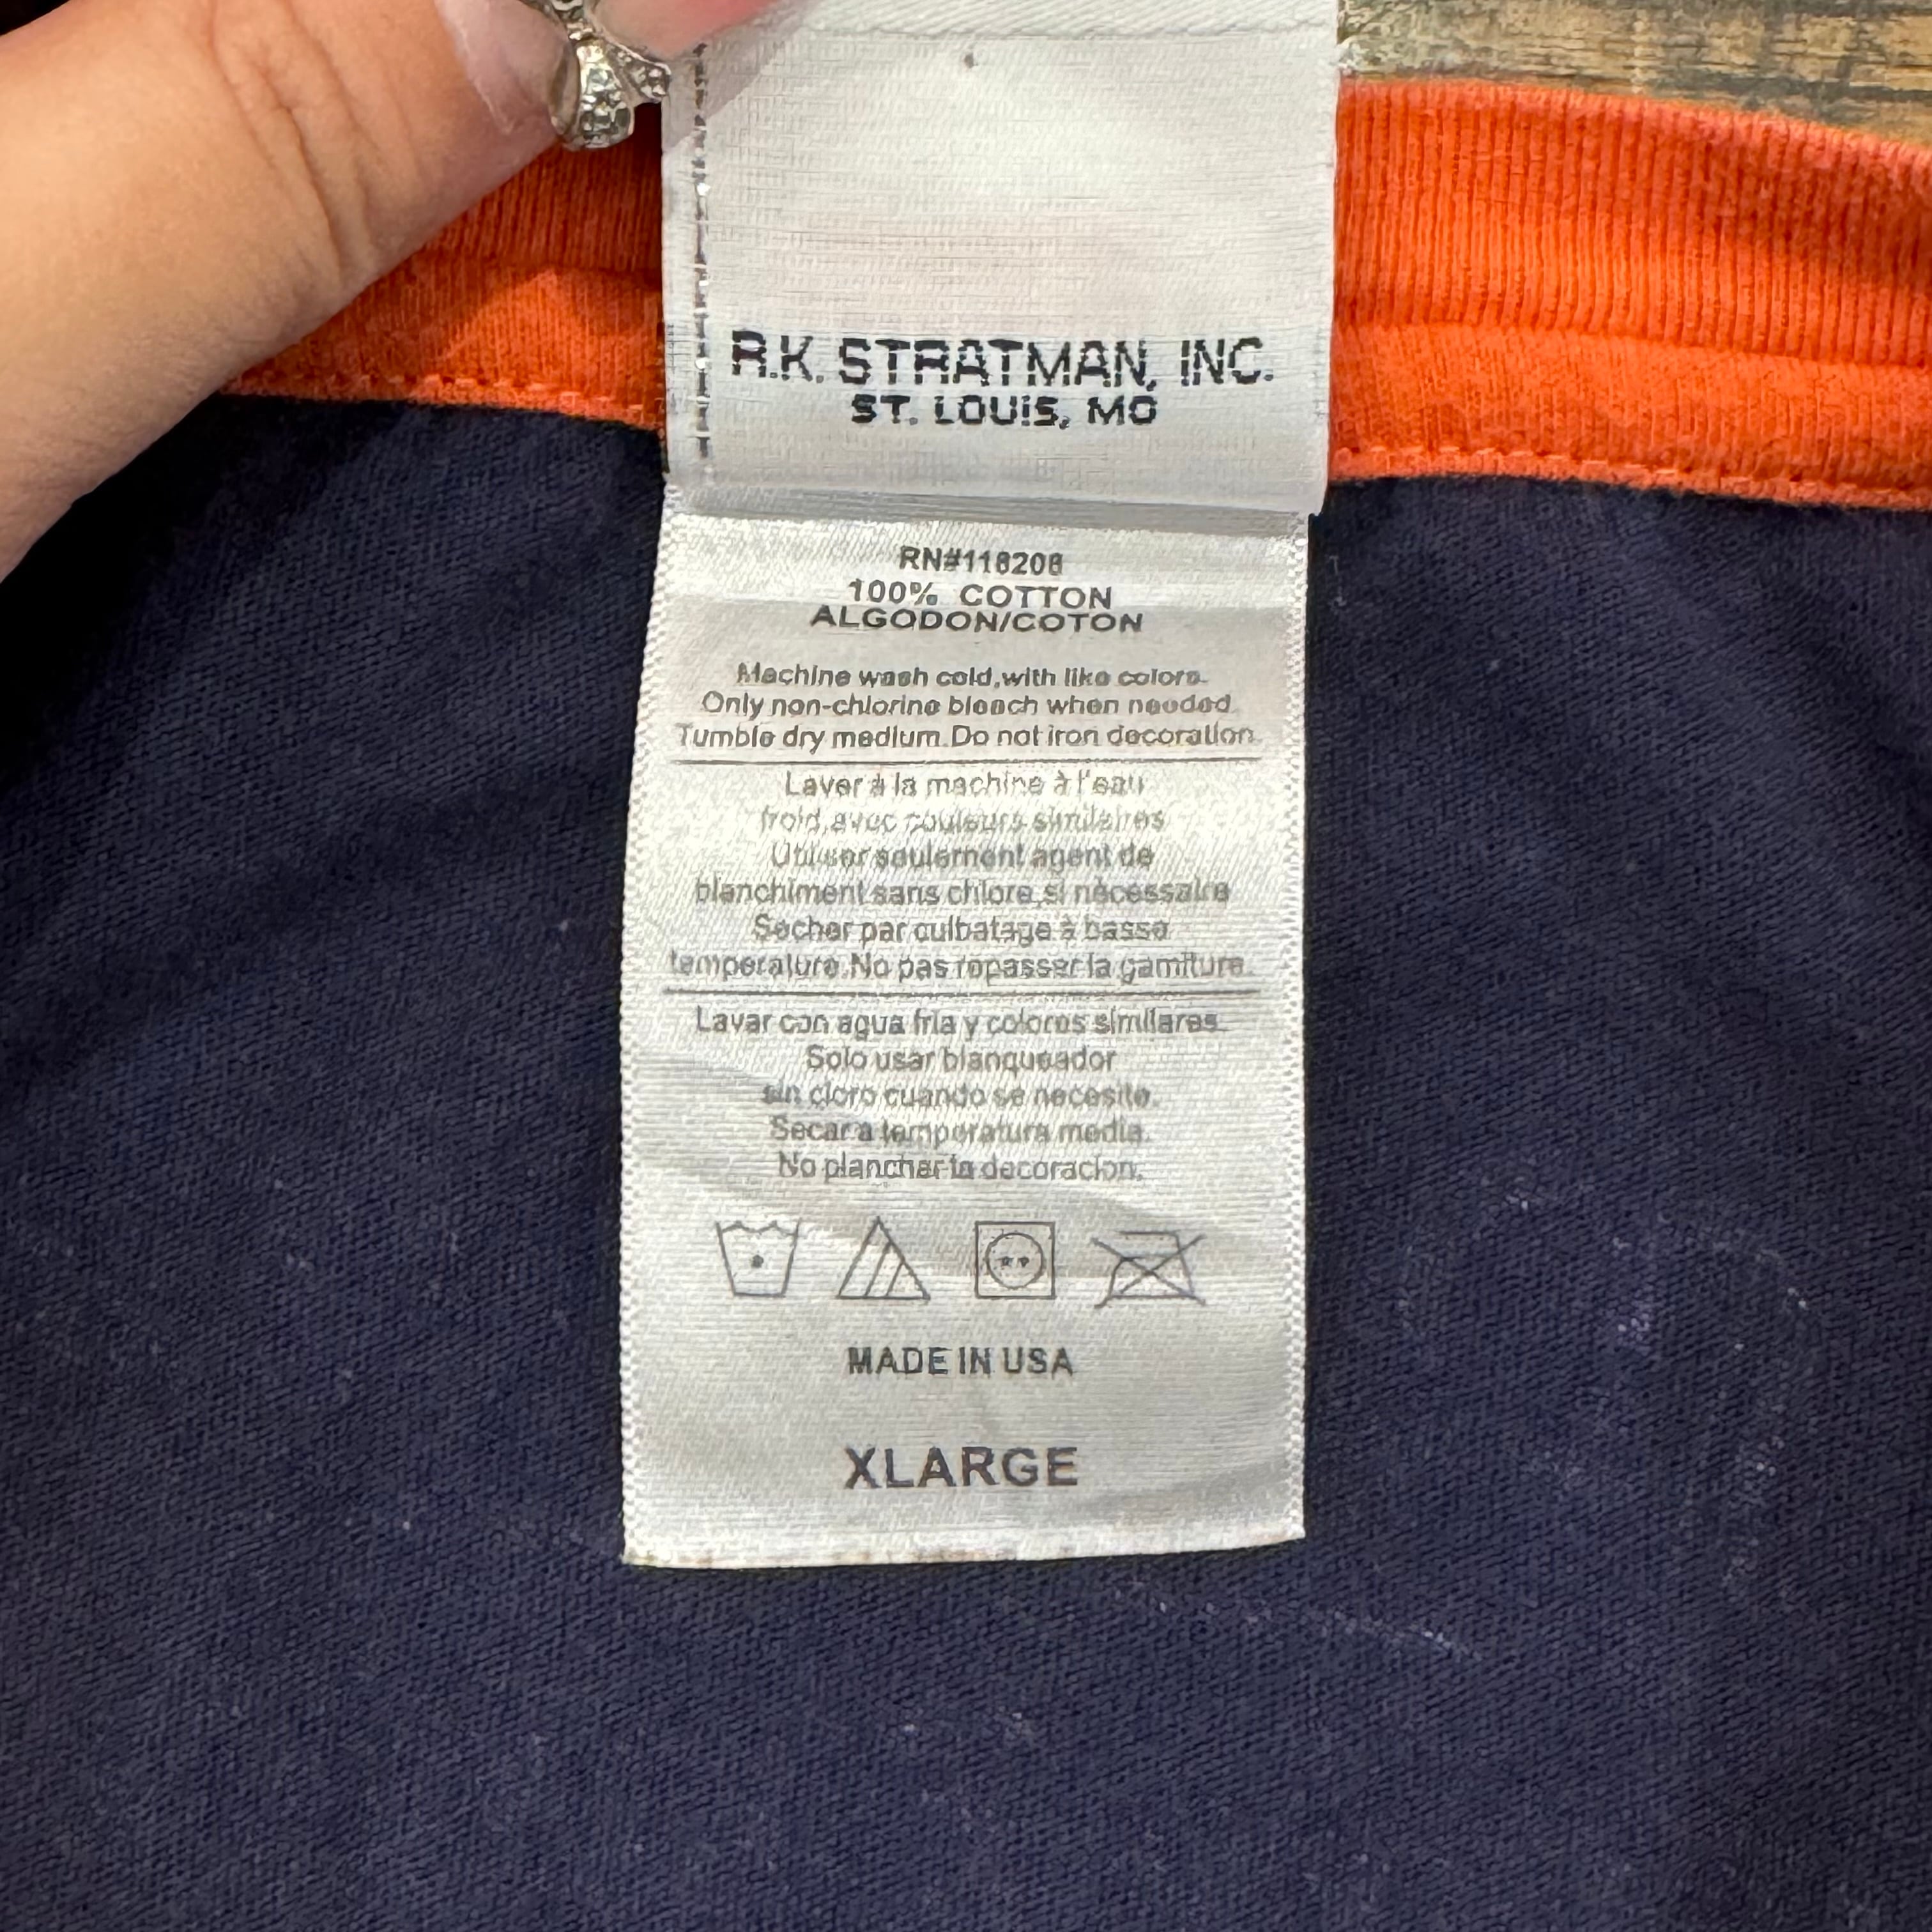 R.K. STRATMAN, INC.
ST. LOUIS, MO
RN#118208
100% COTTON
ALGODON/COTON
Machine wash cold,with like colors.
Only non-chlorine bleach when needed.
Tumble dry medium.Do not iron decoration.
Laver à la machine à l'eau
froid,avec couleurs similaires
Utiliser seulement agent de
blanchiment sans chlore,si nécessaire
Sécher par culbatage à basse
temperature.No pas repasser la garniture.
Lavar con agua fria y colores similares.
Solo usar blanqueador
sin cloro cuando se necesite.
Secar a temperatura media.
No planchar la decoracion.
MADE IN USA
XLARGE